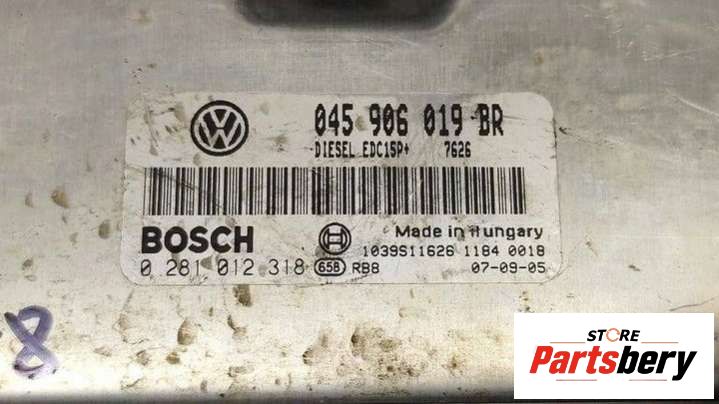 045 906 019 BR
DIESEL EDC15P+ 7626
BOSCH
Made in Hungary
1039S11626 1184 0018
0 281 012 318 658 RB8 07-09-05
8
STORE
Partsbery